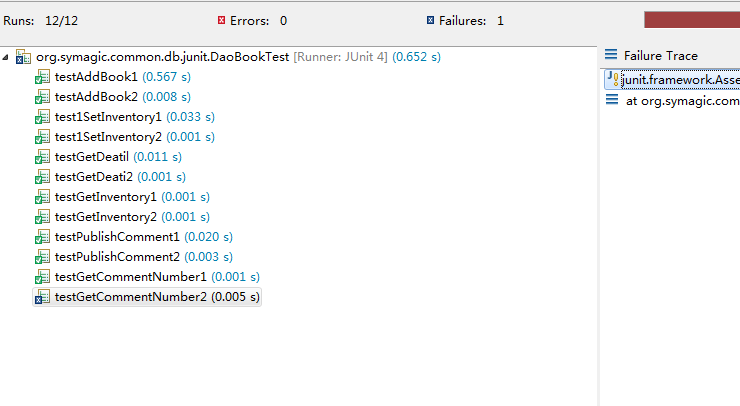 Runs: 12/12 Errors: 0 Failures: 1
org.symagic.common.db.junit.DaoBookTest [Runner: JUnit 4] (0.652 s)
testAddBook1 (0.567 s)
testAddBook2 (0.008 s)
test1SetInventory1 (0.033 s)
test1SetInventory2 (0.001 s)
testGetDeatil (0.011 s)
testGetDeati2 (0.001 s)
testGetInventory1 (0.001 s)
testGetInventory2 (0.001 s)
testPublishComment1 (0.020 s)
testPublishComment2 (0.003 s)
testGetCommentNumber1 (0.001 s)
testGetCommentNumber2 (0.005 s)
Failure Trace
junit.framework.Asse
at org.symagic.com